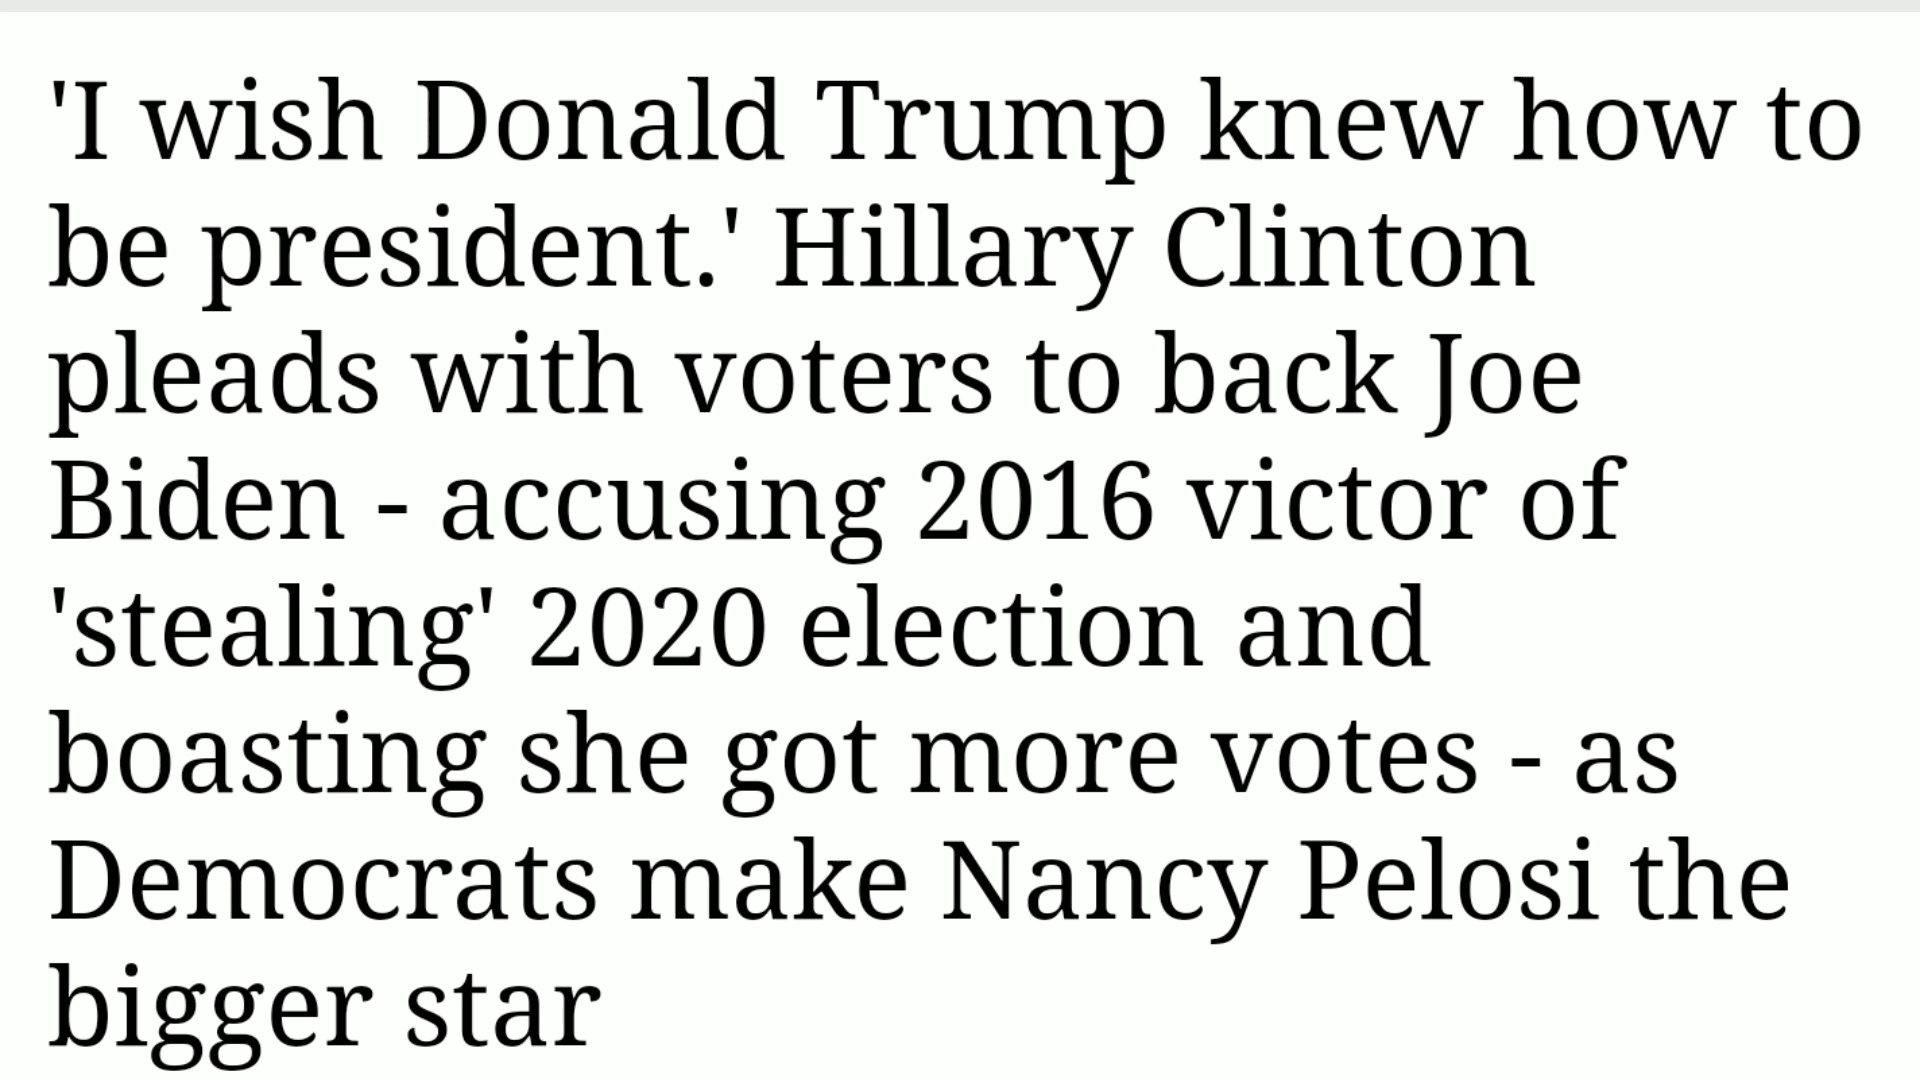 'I wish Donald Trump knew how to
be president.' Hillary Clinton
pleads with voters to back Joe
Biden - accusing 2016 victor of
'stealing' 2020 election and
boasting she got more votes - as
Democrats make Nancy Pelosi the
bigger star